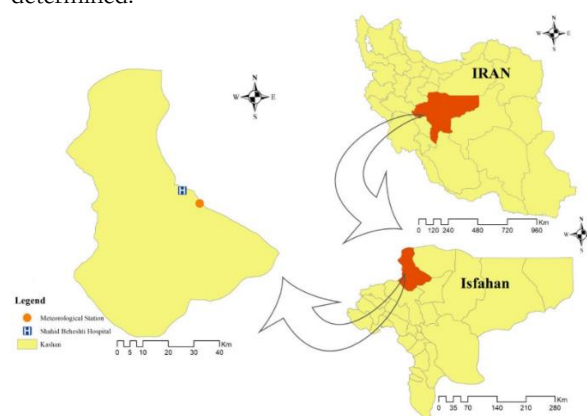 determined.
N
W E
S
IRAN
N
W E
S
Km
0 120 240 480 720 960
N
W E
S
Isfahan
H
Legend
Meteorological Station
H Shahid Beheshti Hospital
Kashan
Km
0 5 10 20 30 40
Km
0 35 70 140 210 280